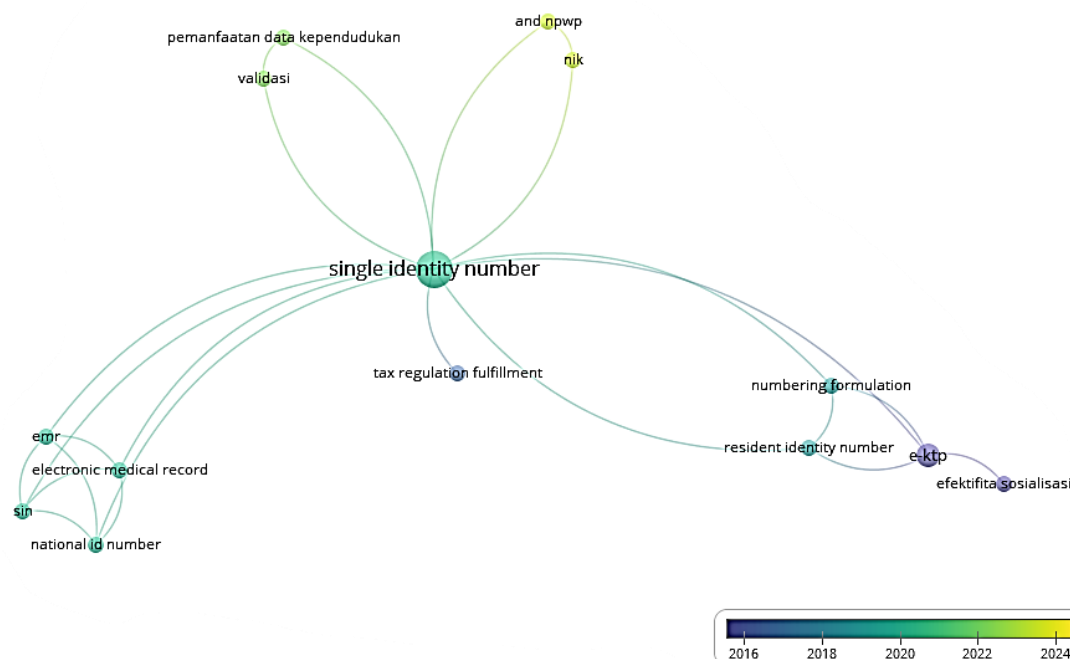 and npwp
pemanfaatan data kependudukan
nik
validasi
single identity number
tax regulation fulfillment
numbering formulation
emr
resident identity number
e-ktp
electronic medical record
efektifita sosialisasi
sin
national id number
2016 2018 2020 2022 2024